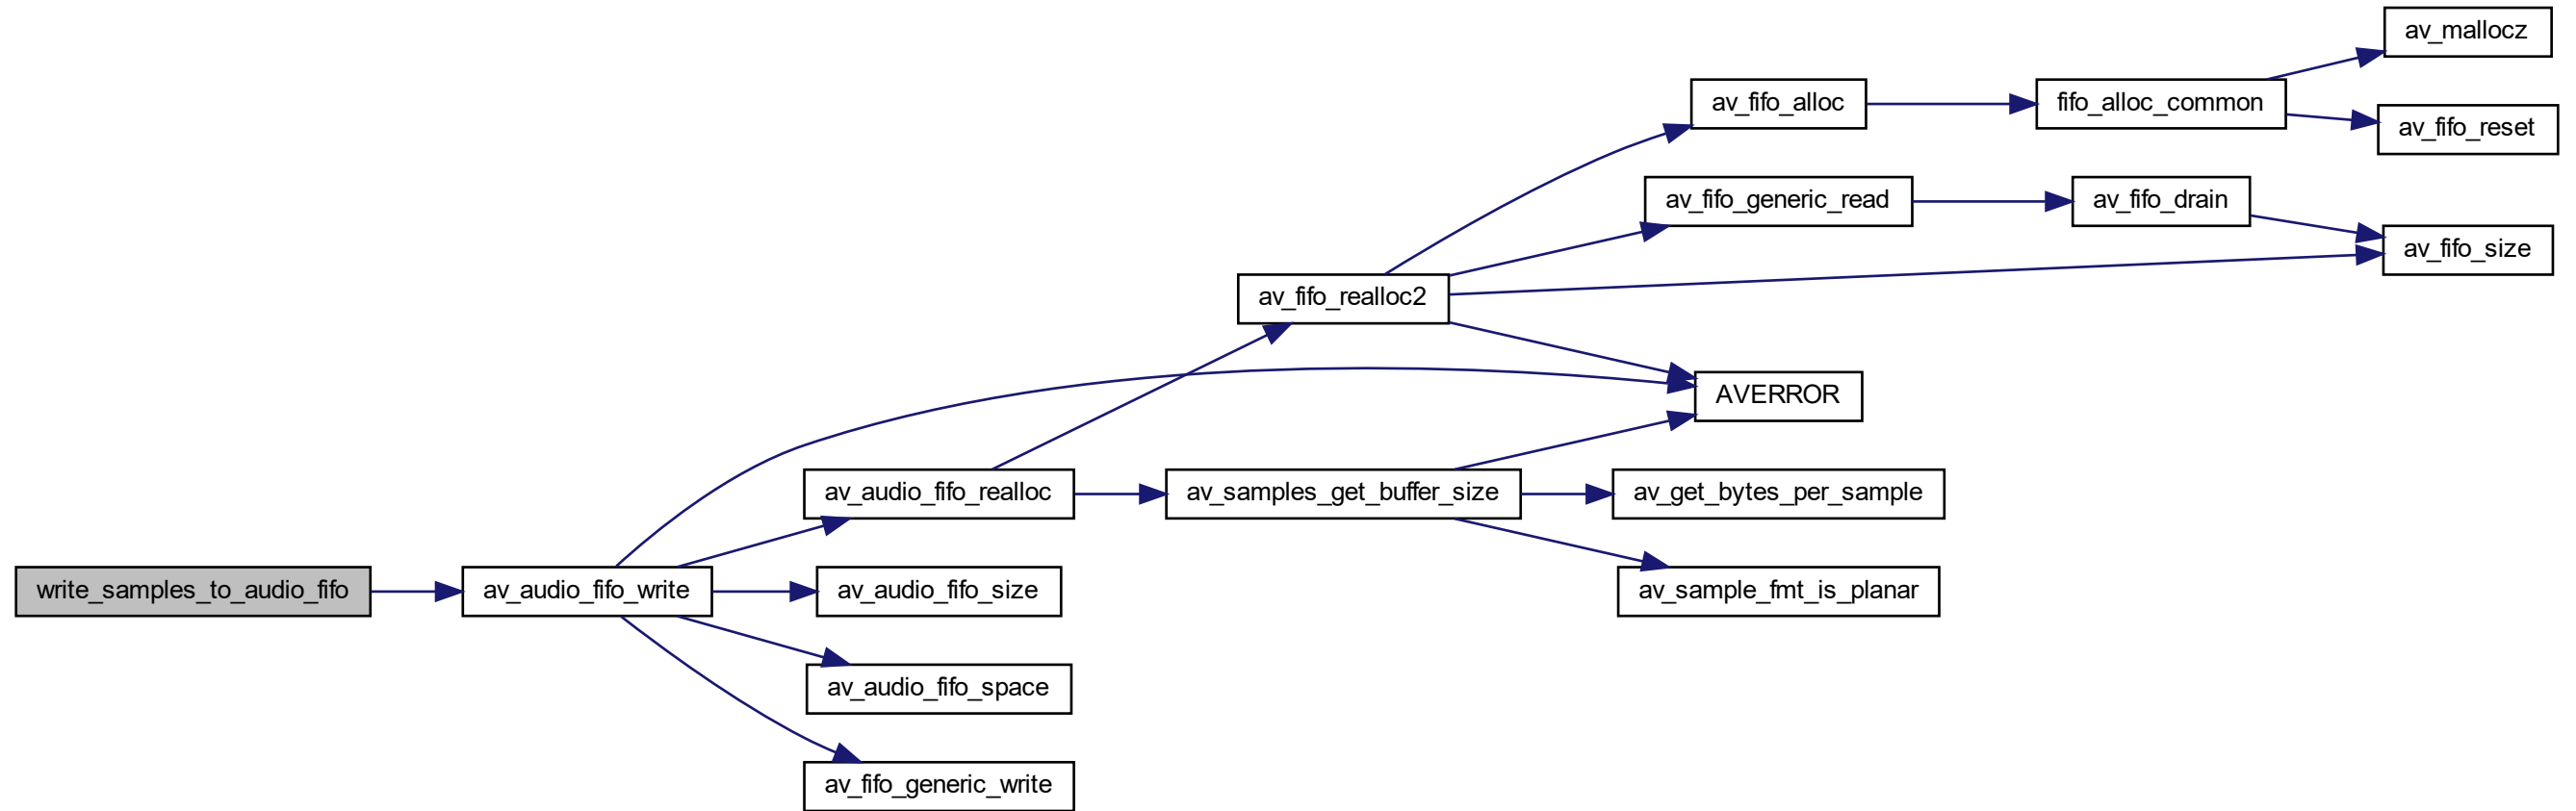 av_mallocz
av_fifo_alloc
fifo_alloc_common
av_fifo_reset
av_fifo_generic_read
av_fifo_drain
av_fifo_size
av_fifo_realloc2
AVERROR
av_audio_fifo_realloc
av_samples_get_buffer_size
av_get_bytes_per_sample
write_samples_to_audio_fifo
av_audio_fifo_write
av_audio_fifo_size
av_sample_fmt_is_planar
av_audio_fifo_space
av_fifo_generic_write